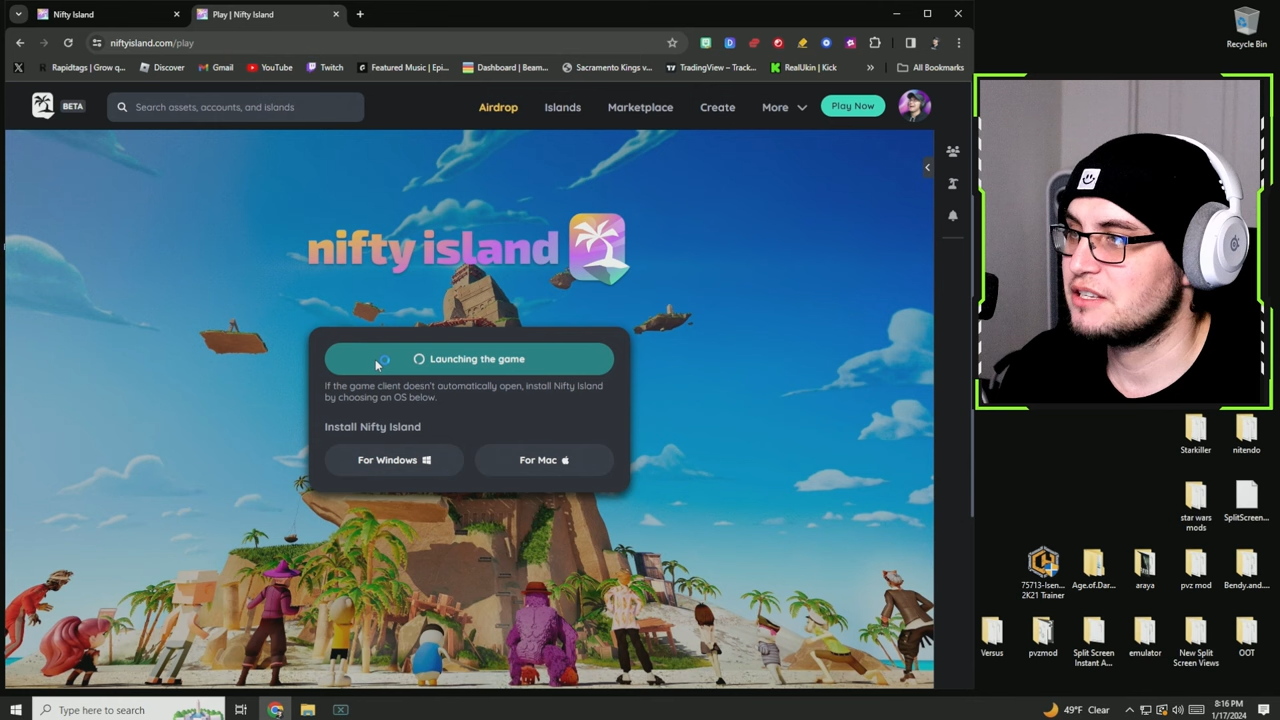 Nifty Island
Play | Nifty Island
niftyisland.com/play
Rapidtags | Grow q...
Discover
Gmail
YouTube
Twitch
Featured Music | Epi...
Dashboard | Beam...
Sacramento Kings v...
TradingView – Track...
RealUkin | Kick
All Bookmarks
BETA
Search assets, accounts, and islands
Airdrop
Islands
Marketplace
Create
More
Play Now
nifty island
Launching the game
If the game client doesn't automatically open, install Nifty Island
by choosing an OS below.
Install Nifty Island
For Windows
For Mac
Recycle Bin
Starkiller
nitendo
star wars
mods
SplitScreen...
75713-Isen...
2K21 Trainer
Age.of.Dar...
araya
pvz mod
Bendy.and....
Versus
pvzmod
Split Screen
Instant A...
emulator
New Split
Screen Views
OOT
Type here to search
49°F Clear
8:16 PM
1/17/2024